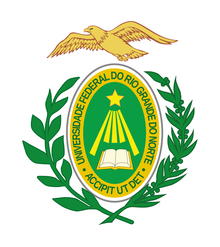 UNIVERSIDADE FEDERAL DO RIO GRANDE DO NORTE
• ACCIPIT UT DET •